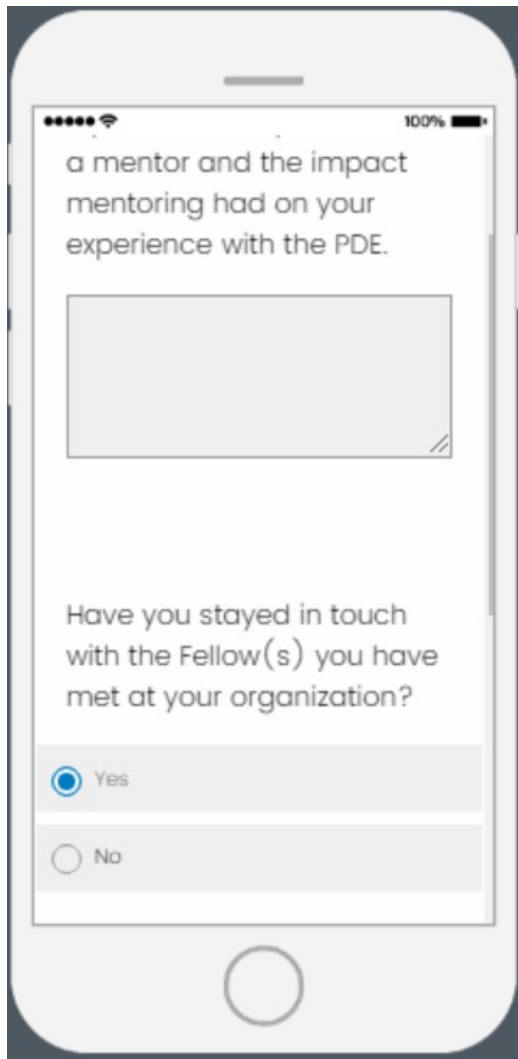 100%
a mentor and the impact
mentoring had on your
experience with the PDE.
Have you stayed in touch
with the Fellow(s) you have
met at your organization?
Yes
No